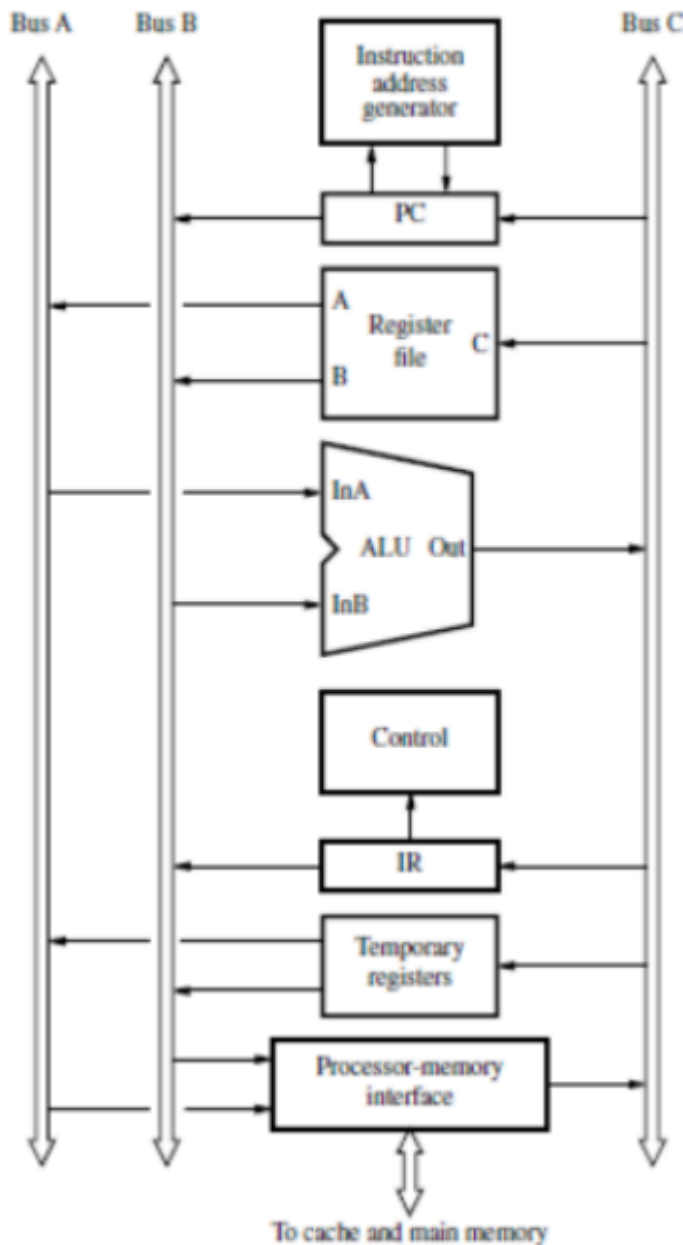 Bus A Bus B Bus C
Instruction
address
generator
PC
A
Register
file
C
B
InA
ALU Out
InB
Control
IR
Temporary
registers
Processor-memory
interface
To cache and main memory